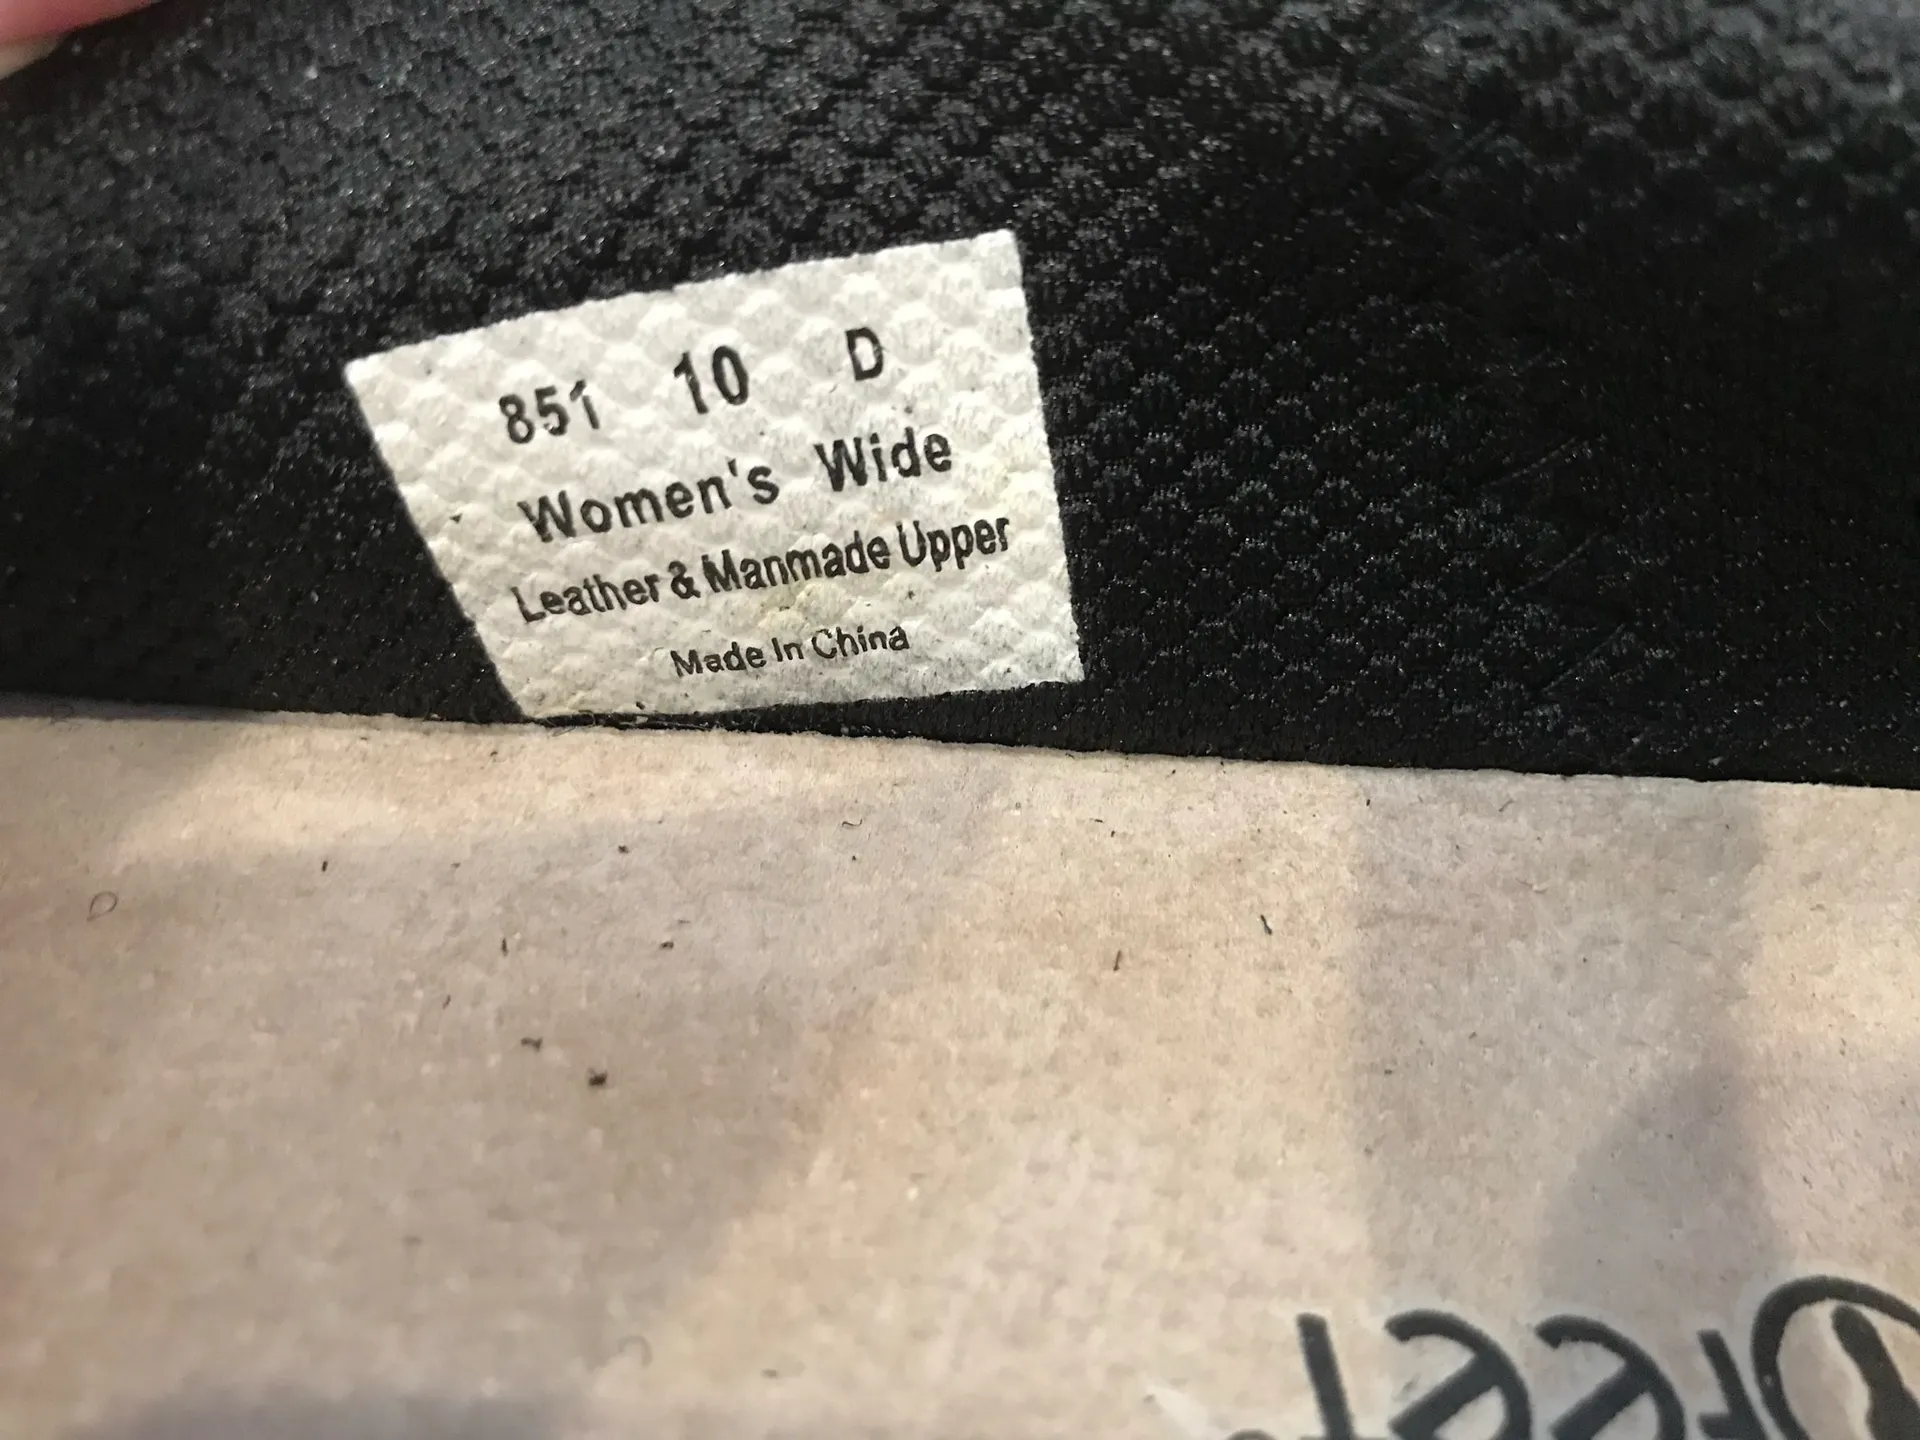 851 10 D
Women's Wide
Leather & Manmade Upper
Made In China